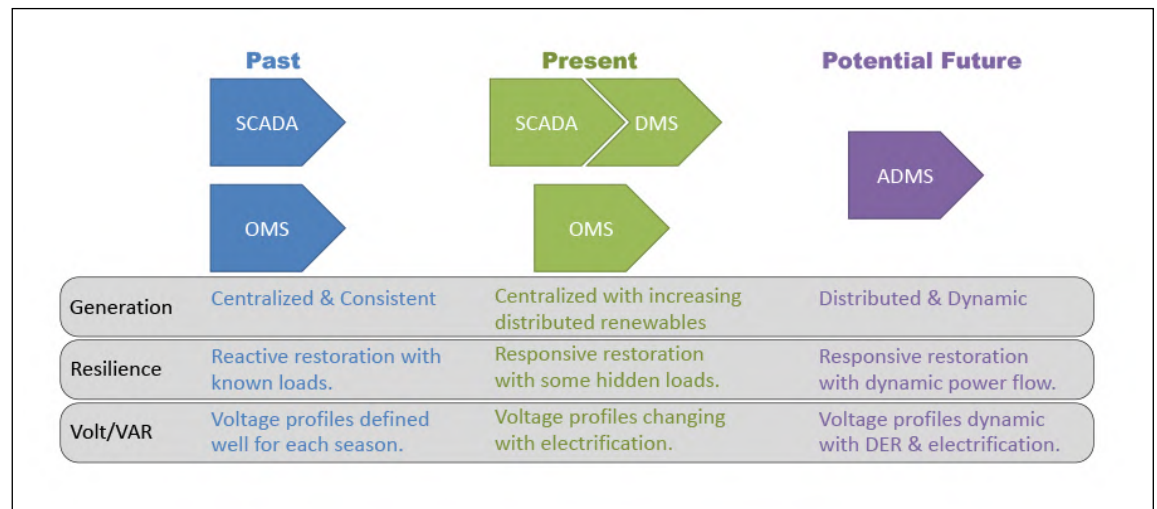 Past
Present
Potential Future
SCADA
SCADA
DMS
ADMS
OMS
OMS
Generation
Centralized & Consistent
Centralized with increasing
distributed renewables
Distributed & Dynamic
Resilience
Reactive restoration with
known loads.
Responsive restoration
with some hidden loads.
Responsive restoration
with dynamic power flow.
Volt/VAR
Voltage profiles defined
well for each season.
Voltage profiles changing
with electrification.
Voltage profiles dynamic
with DER & electrification.